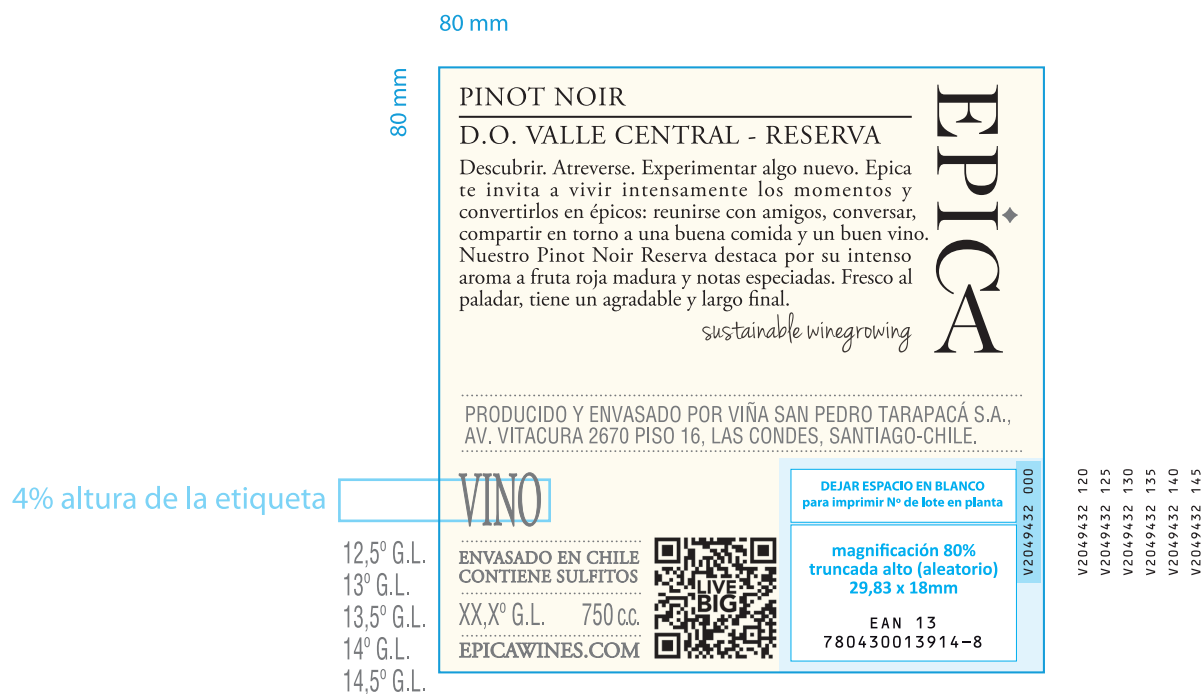 80 mm
80 mm
PINOT NOIR
D.O. VALLE CENTRAL - RESERVA
Descubrir. Atreverse. Experimentar algo nuevo. Epica
te invita a vivir intensamente los momentos y
convertirlos en épicos: reunirse con amigos, conversar,
compartir en torno a una buena comida y un buen vino.
Nuestro Pinot Noir Reserva destaca por su intenso
aroma a fruta roja madura y notas especiadas. Fresco al
paladar, tiene un agradable y largo final.
sustainable winegrowing
EPICA
PRODUCIDO Y ENVASADO POR VIÑA SAN PEDRO TARAPACÁ S.A.,
AV. VITACURA 2670 PISO 16, LAS CONDES, SANTIAGO-CHILE.
4% altura de la etiqueta
VINO
12,5º G.L.
13º G.L.
13,5º G.L.
14º G.L.
14,5º G.L.
ENVASADO EN CHILE
CONTIENE SULFITOS
XX,Xº G.L. 750 c.c.
EPICAWINES.COM
LIVE
BIG
DEJAR ESPACIO EN BLANCO
para imprimir Nº de lote en planta
magnificación 80%
truncada alto (aleatorio)
29,83 x 18mm
EAN 13
780430013914-8
V2049432 000
V2049432 120
V2049432 125
V2049432 130
V2049432 135
V2049432 140
V2049432 145